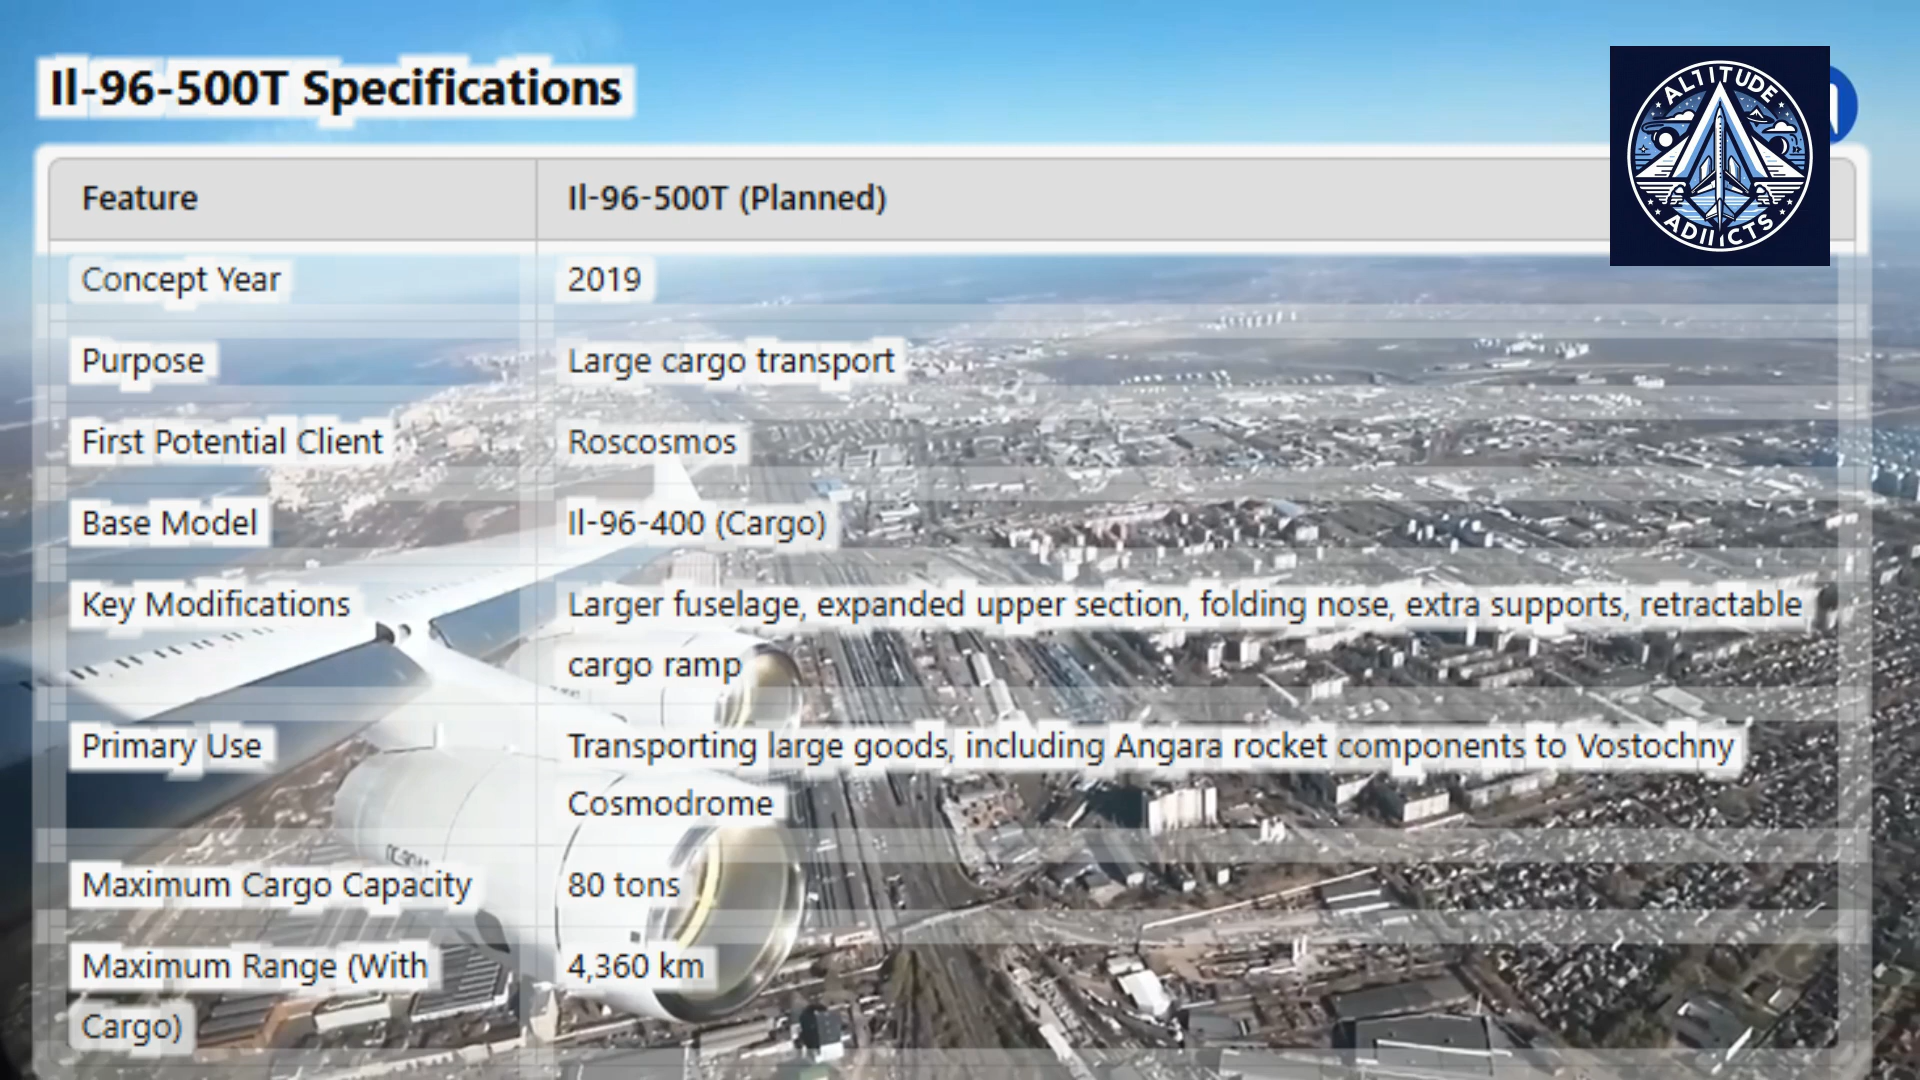 Il-96-500T Specifications
ALTITUDE
ADIICTS
Feature
Il-96-500T (Planned)
Concept Year
2019
Purpose
Large cargo transport
First Potential Client
Roscosmos
Base Model
Il-96-400 (Cargo)
Key Modifications
Larger fuselage, expanded upper section, folding nose, extra supports, retractable
cargo ramp
Primary Use
Transporting large goods, including Angara rocket components to Vostochny
Cosmodrome
Maximum Cargo Capacity
80 tons
Maximum Range (With
Cargo)
4,360 km